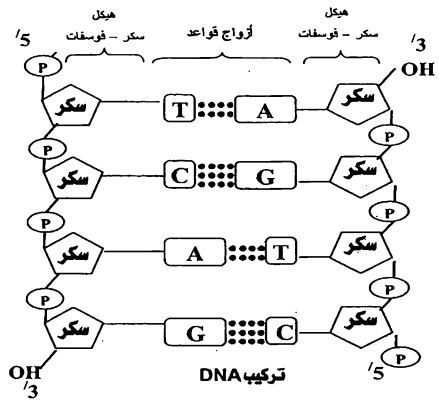 هيكل أزواج قواعد هيكل
سكر - فوسفات سكر - فوسفات
/5 /3
P OH
سكر T A سكر
P P
سكر C G سكر
P P
سكر A T سكر
P P
سكر G C سكر
OH P
/3 /5
تركيب DNA